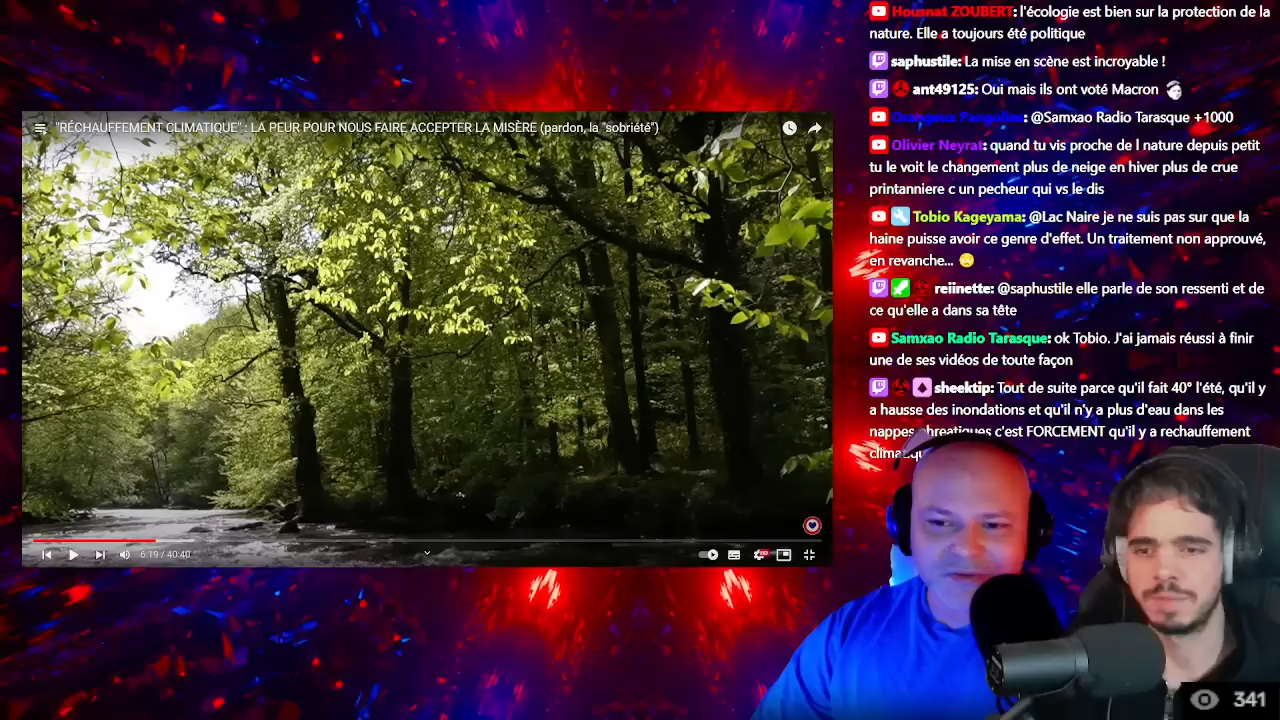 "RÉCHAUFFEMENT CLIMATIQUE" : LA PEUR POUR NOUS FAIRE ACCEPTER LA MISÈRE (pardon, la "sobriété")
6:19 / 40:40
Housnat ZOUBERT: l'écologie est bien sur la protection de la
nature. Elle a toujours été politique
saphustile: La mise en scène est incroyable !
ant49125: Oui mais ils ont voté Macron
Orangeux Pangolin: @Samxao Radio Tarasque +1000
Olivier Neyrat: quand tu vis proche de l nature depuis petit
tu le voit le changement plus de neige en hiver plus de crue
printanniere c un pecheur qui vs le dis
Tobio Kageyama: @Lac Naire je ne suis pas sur que la
haine puisse avoir ce genre d'effet. Un traitement non approuvé,
en revanche...
reiinette: @saphustile elle parle de son ressenti et de
ce qu'elle a dans sa tête
Samxao Radio Tarasque: ok Tobio. J'ai jamais réussi à finir
une de ses vidéos de toute façon
sheektip: Tout de suite parce qu'il fait 40° l'été, qu'il y
a hausse des inondations et qu'il n'y a plus d'eau dans les
nappes phreatiques c'est FORCEMENT qu'il y a rechauffement
341